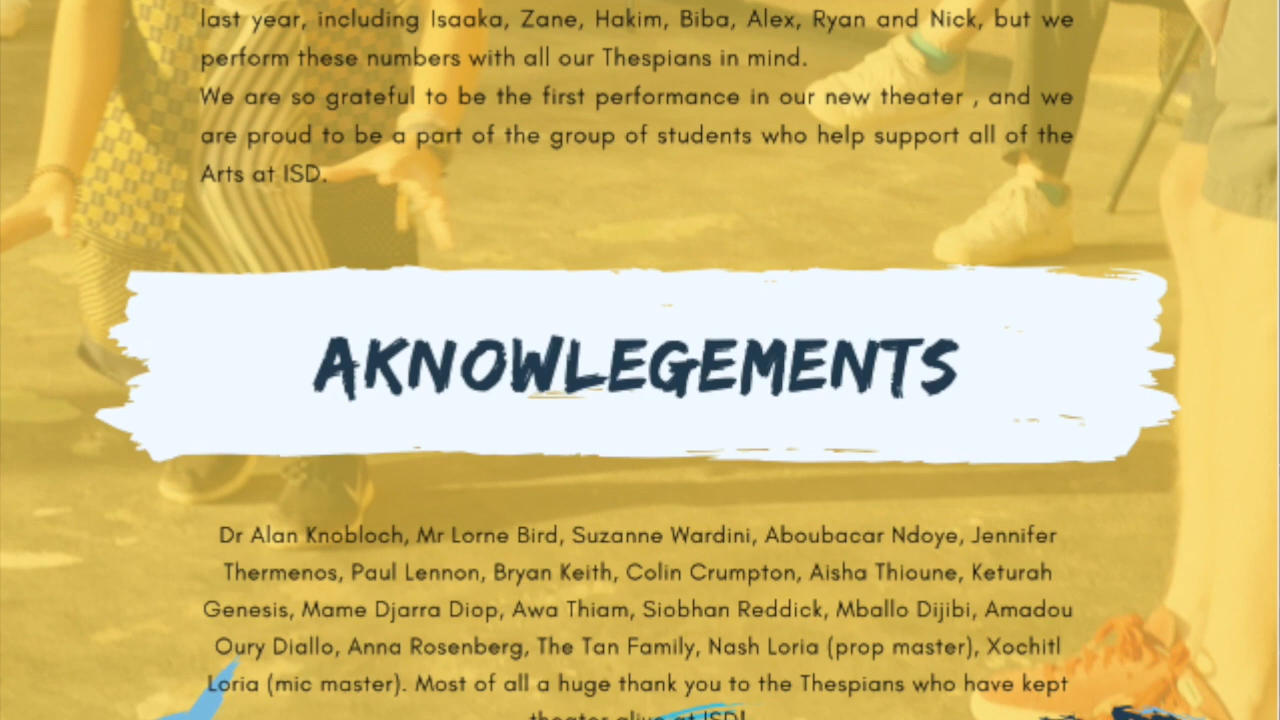 last year, including Isaaka, Zane, Hakim, Biba, Alex, Ryan and Nick, but we
perform these numbers with all our Thespians in mind.
We are so grateful to be the first performance in our new theater , and we
are proud to be a part of the group of students who help support all of the
Arts at ISD.
AKNOWLEGEMENTS
Dr Alan Knobloch, Mr Lorne Bird, Suzanne Wardini, Aboubacar Ndoye, Jennifer
Thermenos, Paul Lennon, Bryan Keith, Colin Crumpton, Aisha Thioune, Keturah
Genesis, Mame Djarra Diop, Awa Thiam, Siobhan Reddick, Mballo Dijibi, Amadou
Oury Diallo, Anna Rosenberg, The Tan Family, Nash Loria (prop master), Xochitl
Loria (mic master). Most of all a huge thank you to the Thespians who have kept
theater alive at ISD!